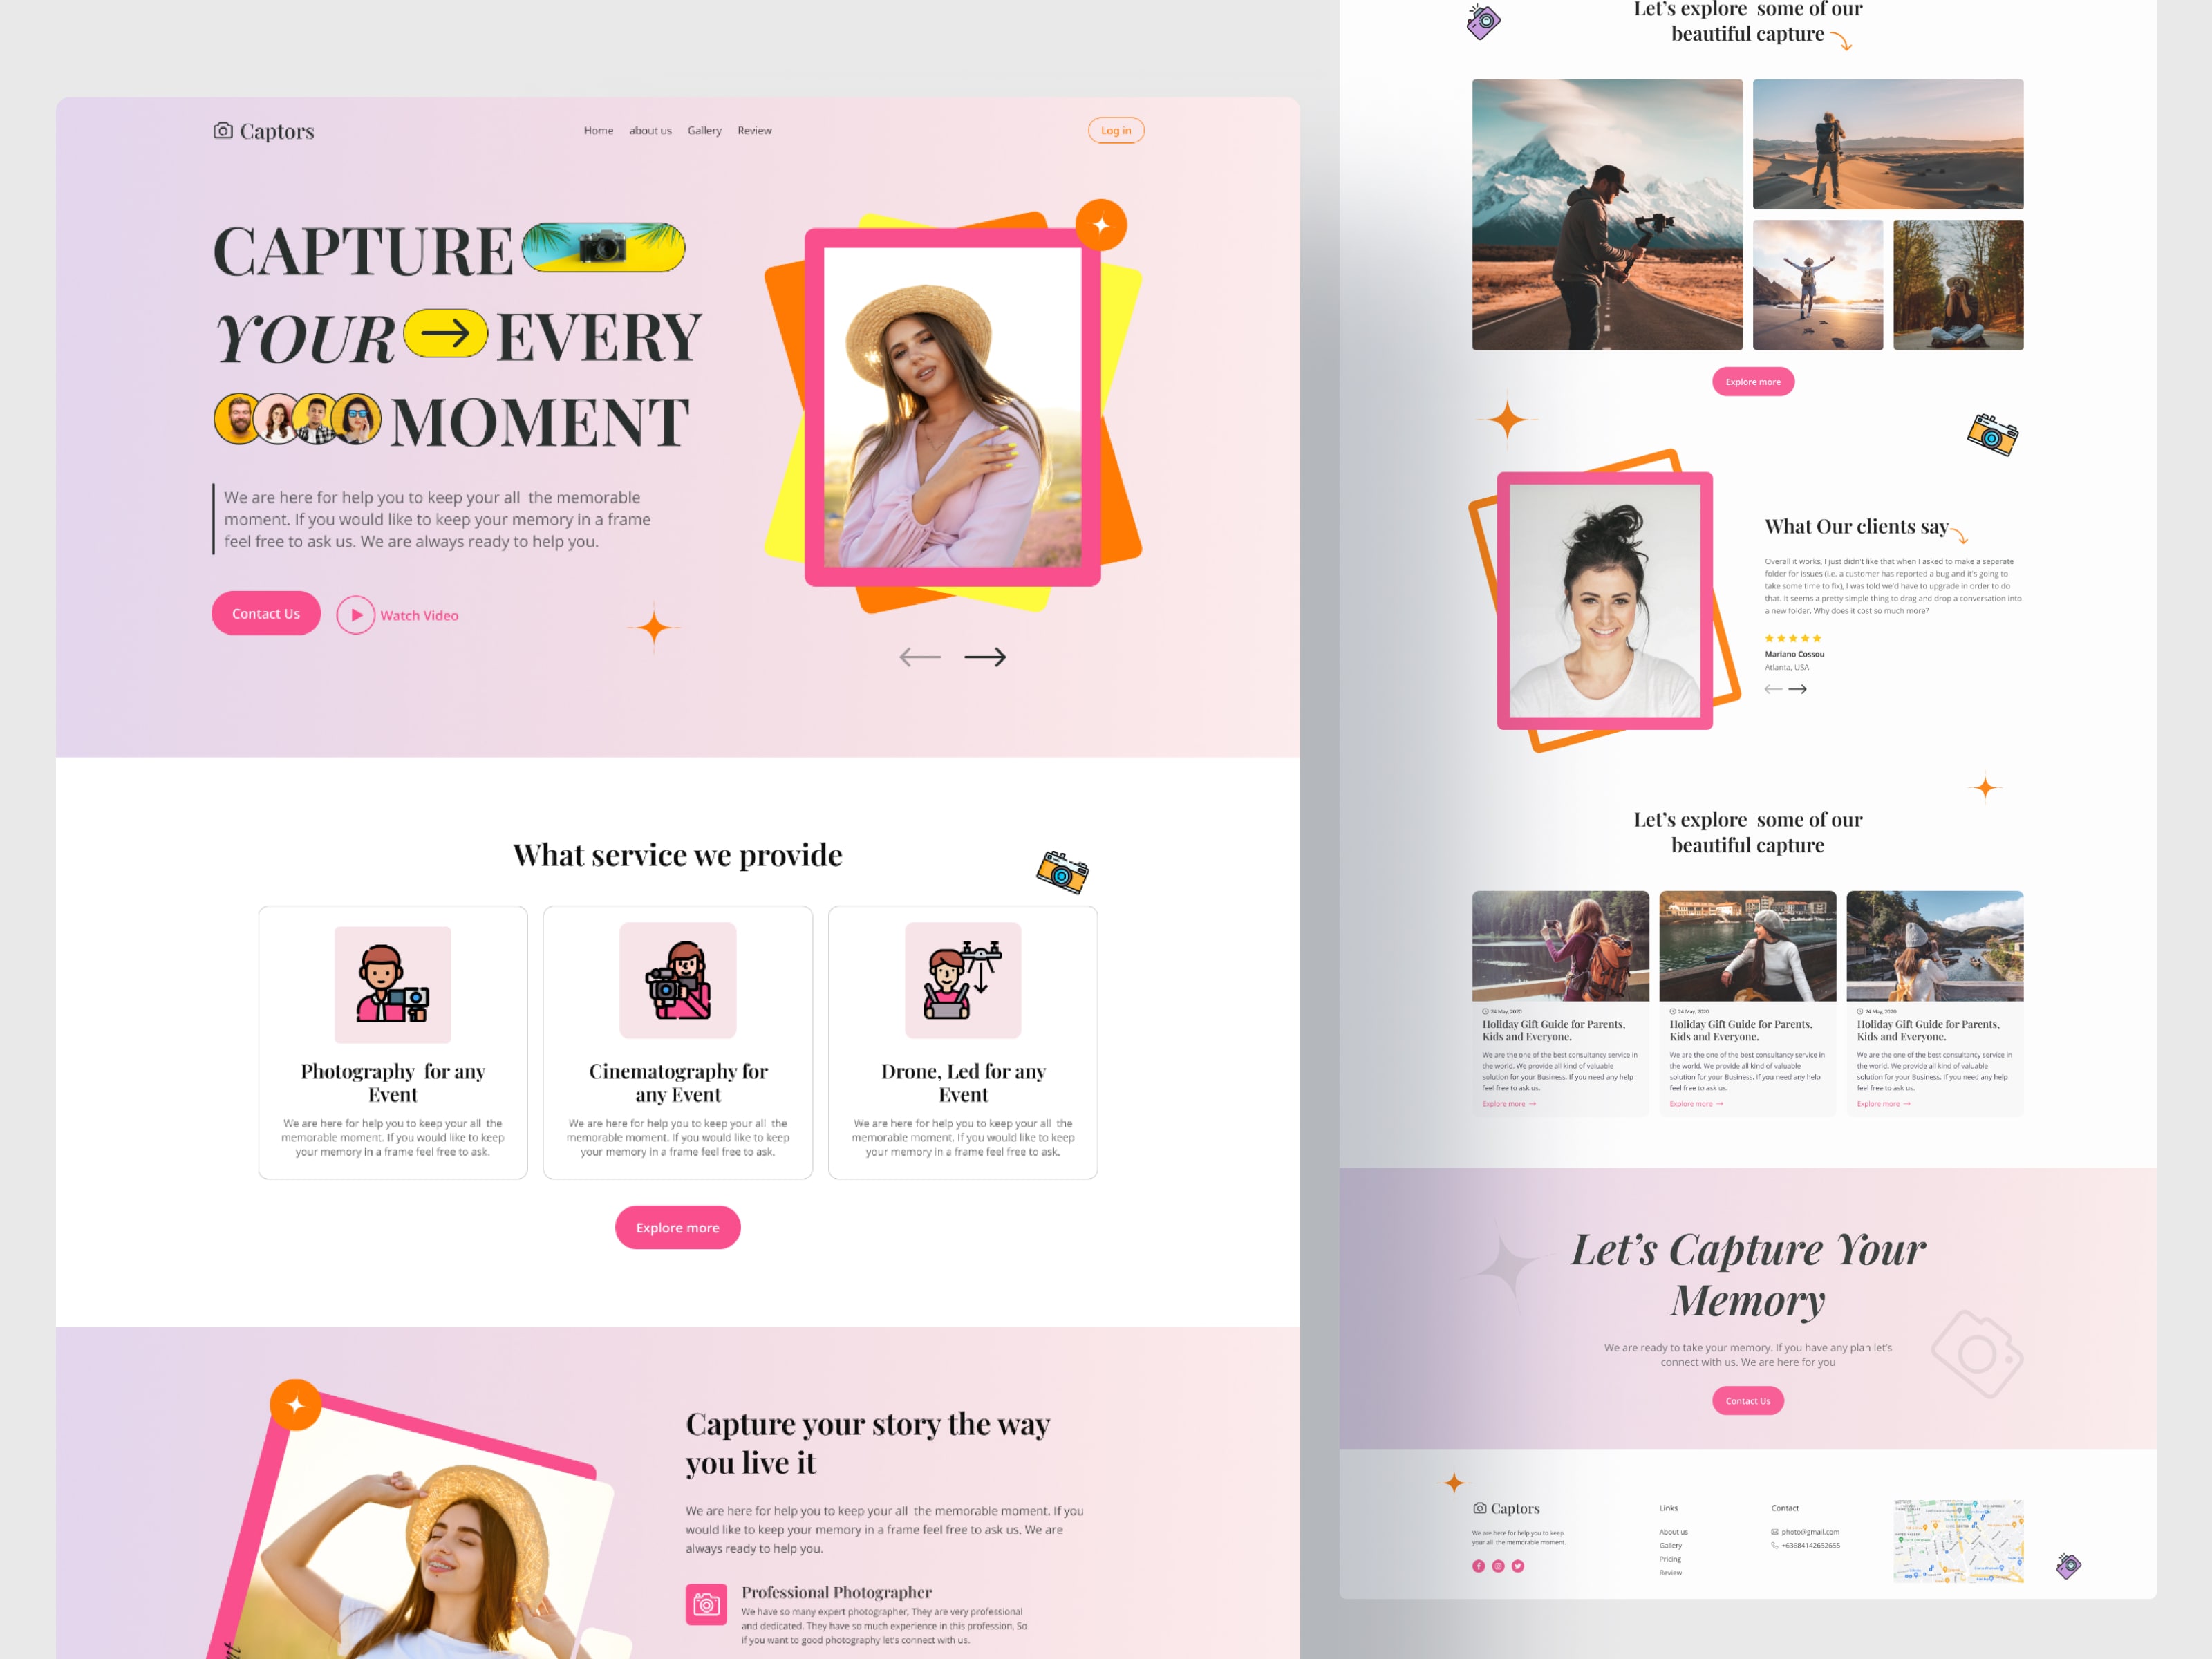 Captors
Home about us Gallery Review
Log in
CAPTURE
YOUR EVERY
MOMENT
We are here for help you to keep your all the memorable
moment. If you would like to keep your memory in a frame
feel free to ask us. We are always ready to help you.
Contact Us
Watch Video
What service we provide
Photography for any
Event
We are here for help you to keep your all the
memorable moment. If you would like to keep
your memory in a frame feel free to ask.
Cinematography for
any Event
We are here for help you to keep your all the
memorable moment. If you would like to keep
your memory in a frame feel free to ask.
Drone, Led for any
Event
We are here for help you to keep your all the
memorable moment. If you would like to keep
your memory in a frame feel free to ask.
Explore more
Capture your story the way
you live it
We are here for help you to keep your all the memorable moment. If you
would like to keep your memory in a frame feel free to ask us. We are
always ready to help you.
Professional Photographer
We have so many expert photographer, They are very professional
and dedicated. They have so much experience in this profession, So
if you want to good photography let's connect with us.
Let's explore some of our
beautiful capture
Explore more
What Our clients say
Overall it works, I just didn't like that when I asked to make a separate
folder for issues (i.e. a customer has reported a bug and it's going to
take some time to fix), I was told we'd have to upgrade in order to do
that. It seems a pretty simple thing to drag and drop a conversation into
a new folder. Why does it cost so much more?
Mariano Cossou
Atlanta, USA
Let's explore some of our
beautiful capture
24 May, 2020
Holiday Gift Guide for Parents,
Kids and Everyone.
We are the one of the best consultancy service in
the world. We provide all kind of valuable
solution for your Business. If you need any help
feel free to ask us.
Explore more
24 May, 2020
Holiday Gift Guide for Parents,
Kids and Everyone.
We are the one of the best consultancy service in
the world. We provide all kind of valuable
solution for your Business. If you need any help
feel free to ask us.
Explore more
24 May, 2020
Holiday Gift Guide for Parents,
Kids and Everyone.
We are the one of the best consultancy service in
the world. We provide all kind of valuable
solution for your Business. If you need any help
feel free to ask us.
Explore more
Let's Capture Your
Memory
We are ready to take your memory. If you have any plan let's
connect with us. We are here for you
Contact Us
Captors
We are here for help you to keep
your all the memorable moment.
Links
About us
Gallery
Pricing
Review
Contact
photo@gmail.com
+63684142652655